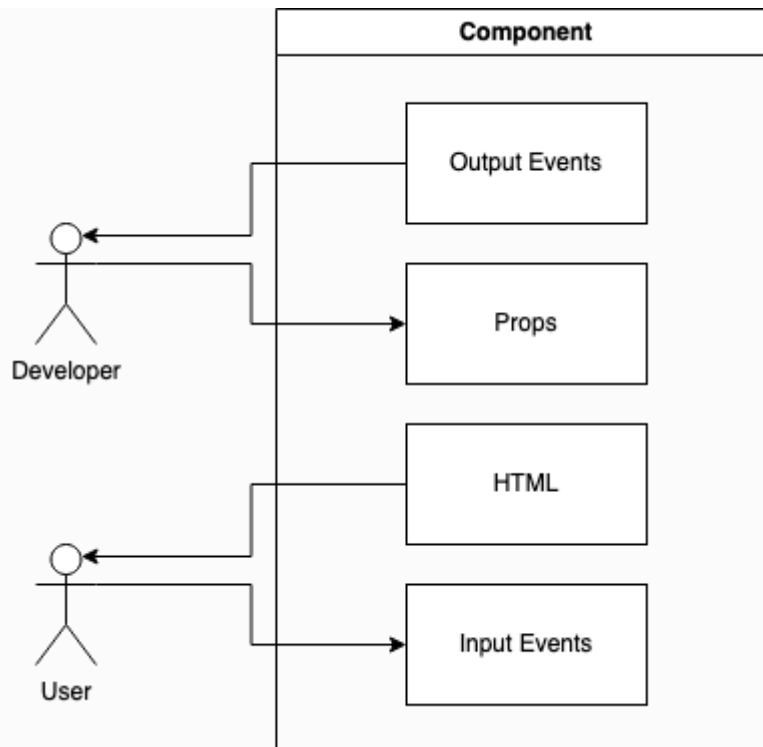 Component
Output Events
Props
Developer
HTML
Input Events
User